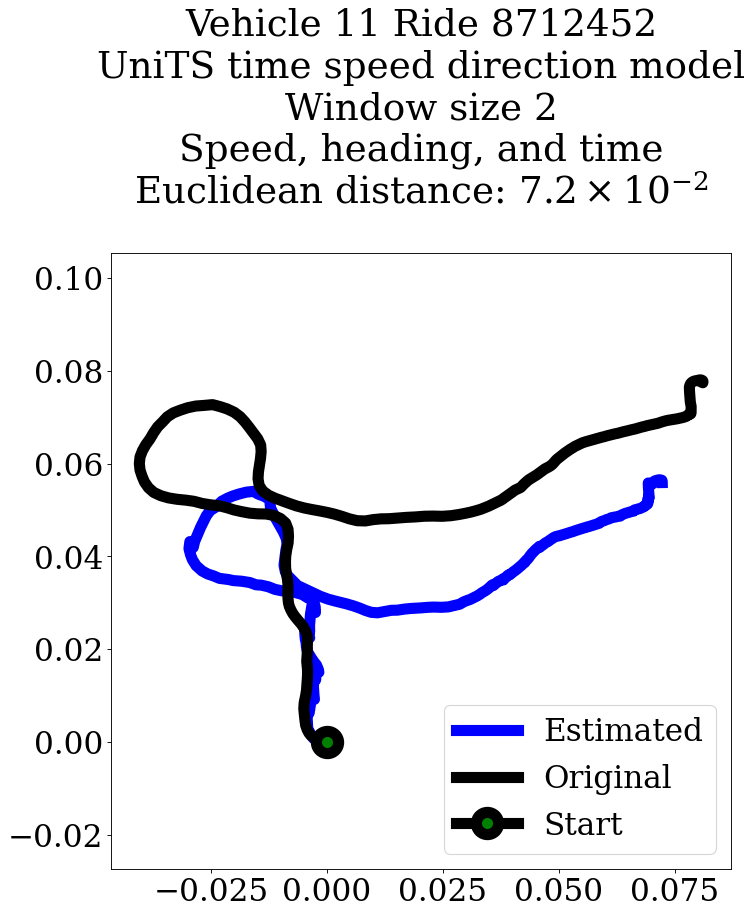 Vehicle 11 Ride 8712452
UniTS time speed direction model
Window size 2
Speed, heading, and time
Euclidean distance: 7.2 × 10⁻²
0.10
0.08
0.06
0.04
0.02
0.00
−0.02
Estimated
Original
Start
−0.025 0.000 0.025 0.050 0.075